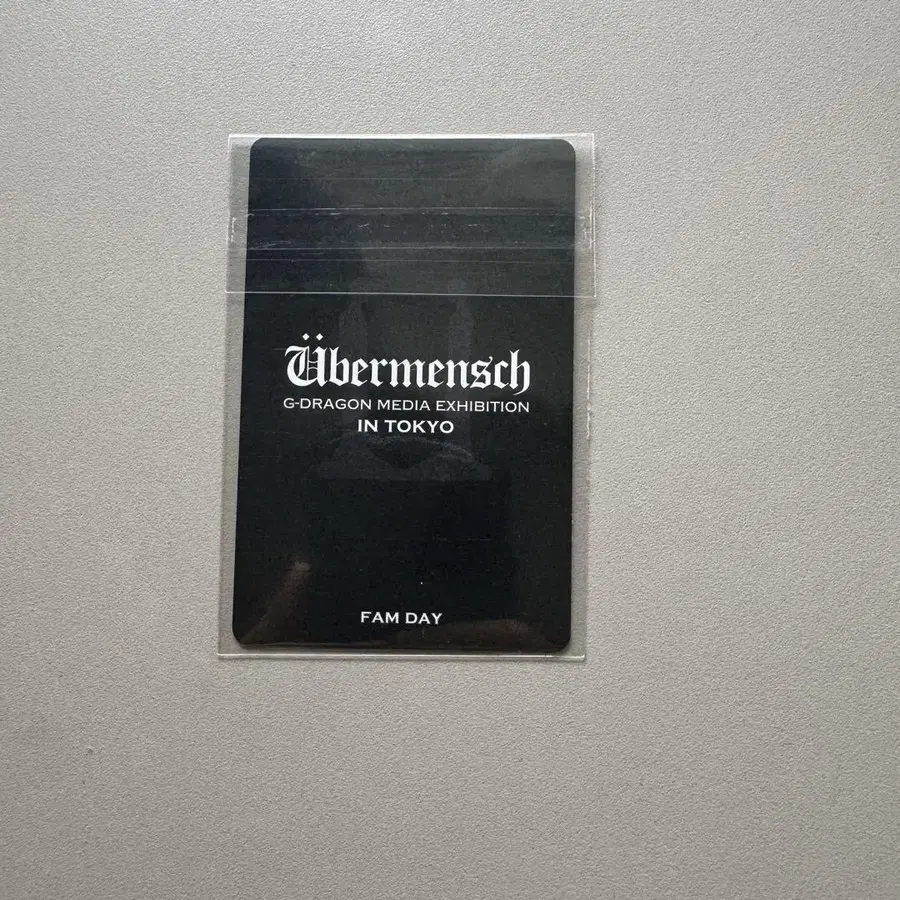 Übermensch
G-DRAGON MEDIA EXHIBITION
IN TOKYO
FAM DAY